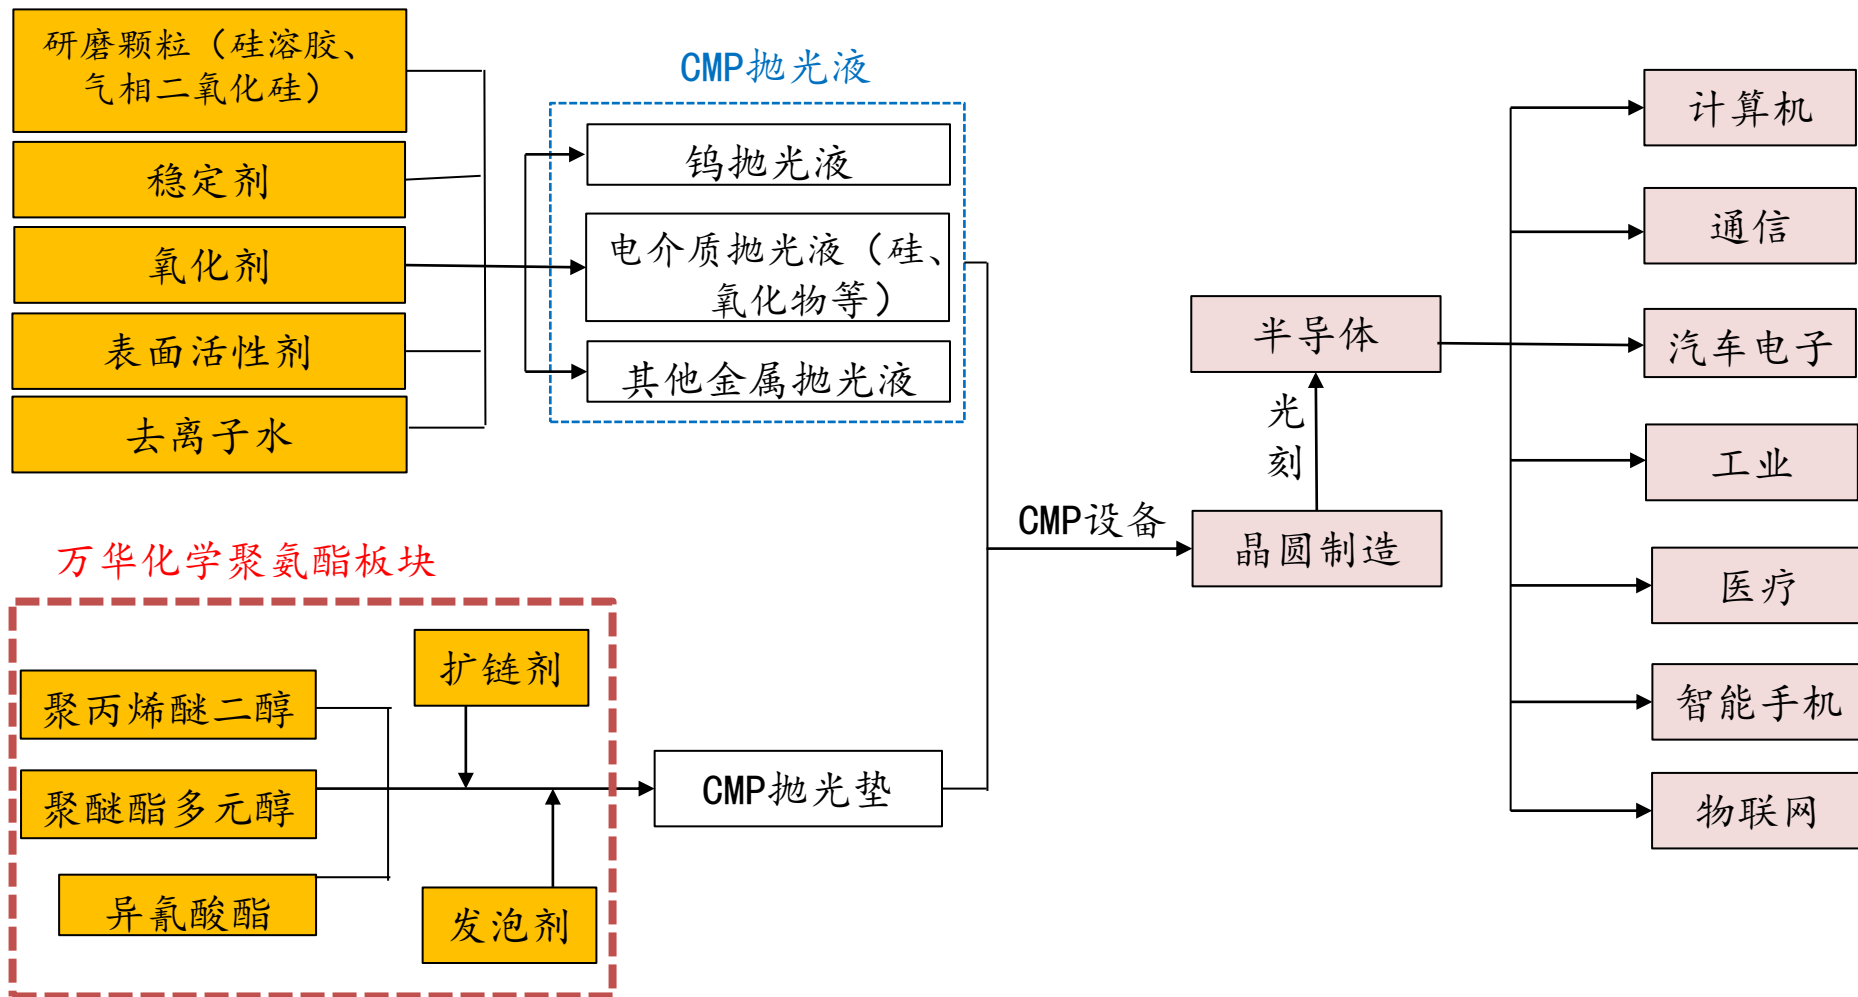 研磨颗粒（硅溶胶、
气相二氧化硅）
稳定剂
氧化剂
表面活性剂
去离子水
CMP抛光液
钨抛光液
电介质抛光液（硅、
氧化物等）
其他金属抛光液
万华化学聚氨酯板块
聚丙烯醚二醇
聚醚酯多元醇
异氰酸酯
扩链剂
发泡剂
CMP抛光垫
CMP设备
晶圆制造
光
刻
半导体
计算机
通信
汽车电子
工业
医疗
智能手机
物联网